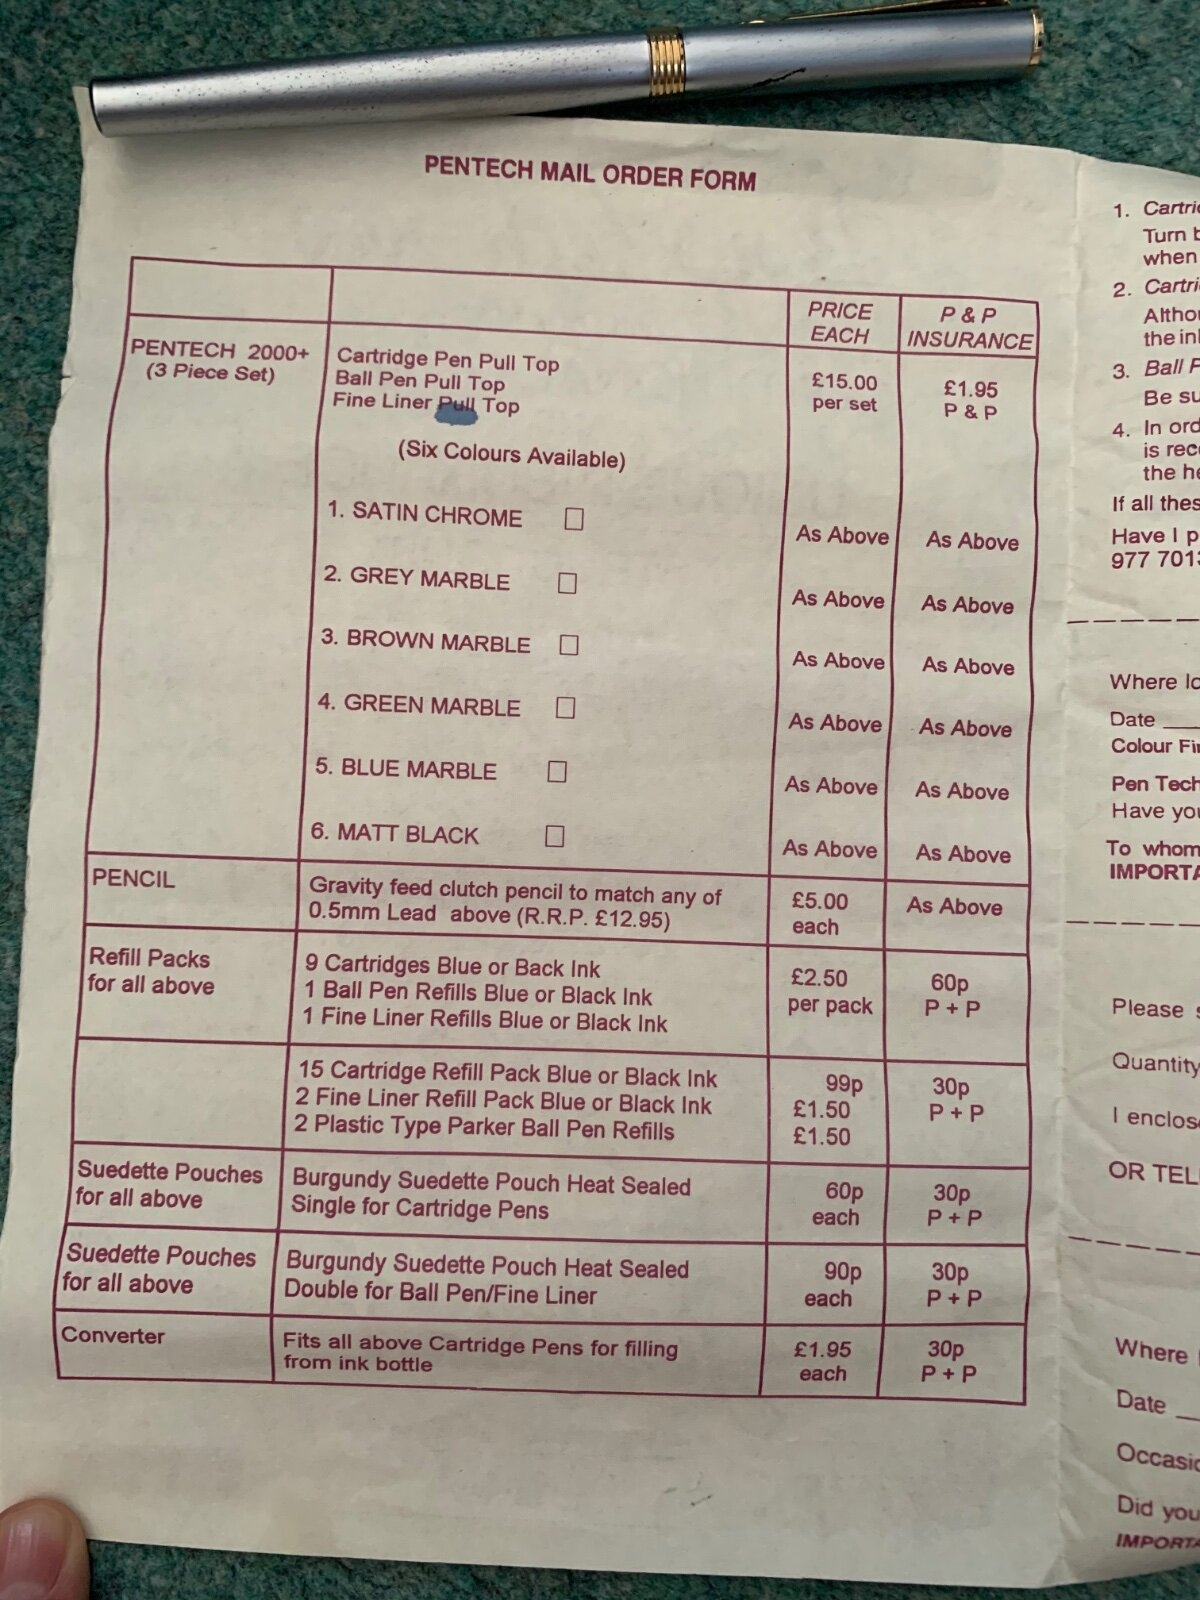 PENTECH MAIL ORDER FORM
PRICE EACH
P & P INSURANCE
PENTECH 2000+
(3 Piece Set)
Cartridge Pen Pull Top
Ball Pen Pull Top
Fine Liner Pull Top
£15.00
per set
£1.95
P & P
(Six Colours Available)
1. SATIN CHROME As Above As Above
2. GREY MARBLE As Above As Above
3. BROWN MARBLE As Above As Above
4. GREEN MARBLE As Above As Above
5. BLUE MARBLE As Above As Above
6. MATT BLACK As Above As Above
PENCIL
Gravity feed clutch pencil to match any of
0.5mm Lead above (R.R.P. £12.95)
£5.00
each
As Above
Refill Packs
for all above
9 Cartridges Blue or Back Ink
1 Ball Pen Refills Blue or Black Ink
1 Fine Liner Refills Blue or Black Ink
£2.50
per pack
60p
P + P
15 Cartridge Refill Pack Blue or Black Ink
2 Fine Liner Refill Pack Blue or Black Ink
2 Plastic Type Parker Ball Pen Refills
99p
£1.50
£1.50
30p
P + P
Suedette Pouches
for all above
Burgundy Suedette Pouch Heat Sealed
Single for Cartridge Pens
60p
each
30p
P + P
Suedette Pouches
for all above
Burgundy Suedette Pouch Heat Sealed
Double for Ball Pen/Fine Liner
90p
each
30p
P + P
Converter
Fits all above Cartridge Pens for filling
from ink bottle
£1.95
each
30p
P + P
1.
Turn
when
2.
the
3. Ball
Be
4. In
is
the
If all
Have I
977
Where
Date
Colour
Pen Tech
Have
To whom
Please
Quantity
I
OR
Where
Date
Did you